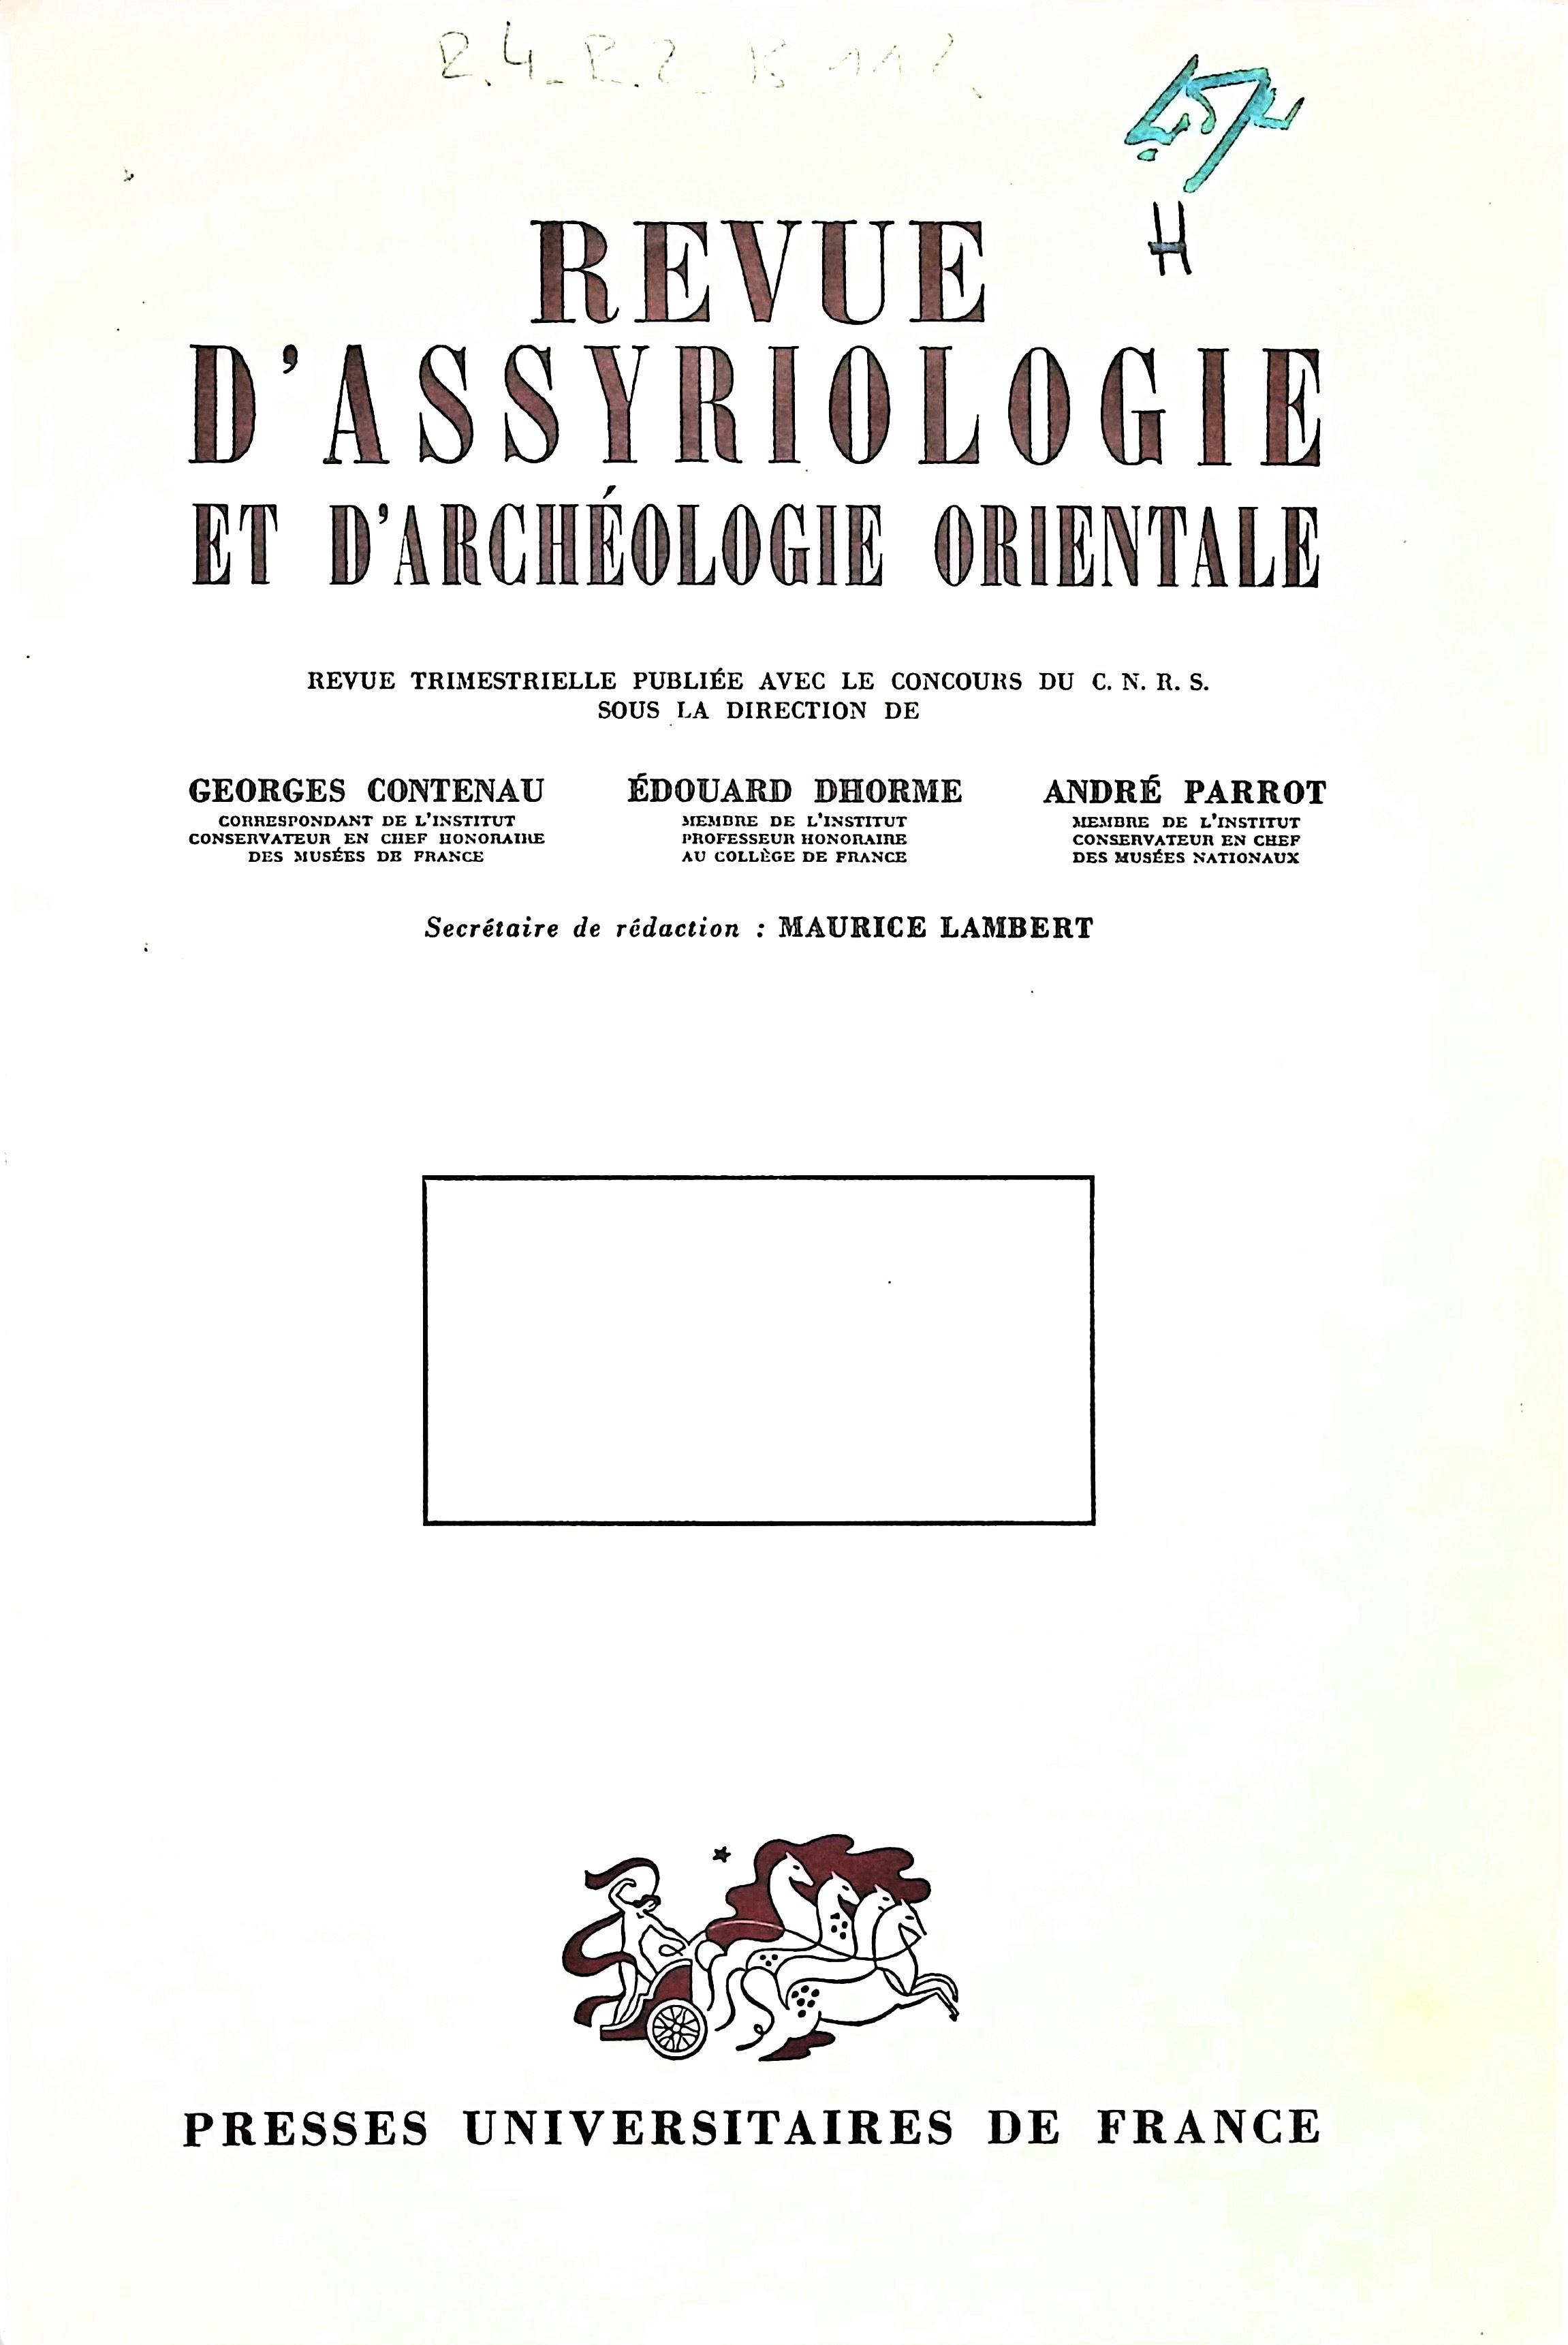 R.4_R.2
H
REVUE
D'ASSYRIOLOGIE
ET D'ARCHÉOLOGIE ORIENTALE
REVUE TRIMESTRIELLE PUBLIÉE AVEC LE CONCOURS DU C. N. R. S.
SOUS LA DIRECTION DE
GEORGES CONTENAU
CORRESPONDANT DE L'INSTITUT
CONSERVATEUR EN CHEF HONORAIRE
DES MUSÉES DE FRANCE
ÉDOUARD DHORME
MEMBRE DE L'INSTITUT
PROFESSEUR HONORAIRE
AU COLLÈGE DE FRANCE
ANDRÉ PARROT
MEMBRE DE L'INSTITUT
CONSERVATEUR EN CHEF
DES MUSÉES NATIONAUX
Secrétaire de rédaction : MAURICE LAMBERT
PRESSES UNIVERSITAIRES DE FRANCE